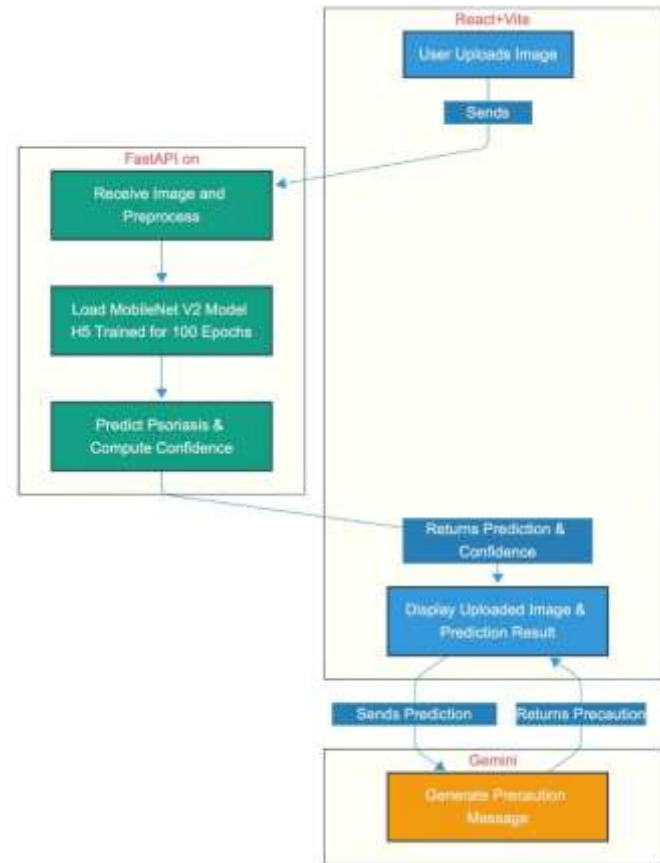 React+Vite
User Uploads Image
Sends
FastAPI on
Receive Image and
Preprocess
Load MobileNet V2 Model
H5 Trained for 100 Epochs
Predict Psoriasis &
Compute Confidence
Returns Prediction &
Confidence
Display Uploaded Image &
Prediction Result
Sends Prediction
Returns Precaution
Gemini
Generate Precaution
Message